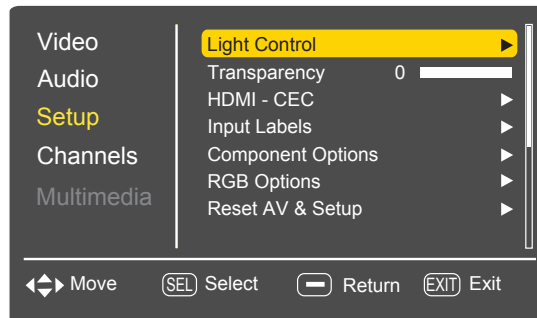 Video
Audio
Setup
Channels
Multimedia
Light Control
Transparency 0
HDMI - CEC
Input Labels
Component Options
RGB Options
Reset AV & Setup
Move SEL Select Return EXIT Exit